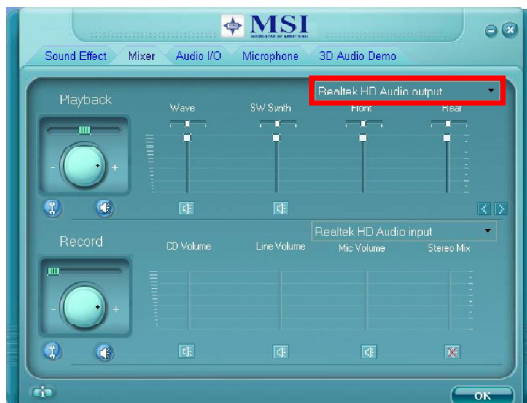 MSI
Sound Effect Mixer Audio I/O Microphone 3D Audio Demo
Realtek HD Audio output
Playback
Wave SW Synth Front Rear
- +
Realtek HD Audio input
Record
CD Volume Line Volume Mic Volume Stereo Mix
- +
OK